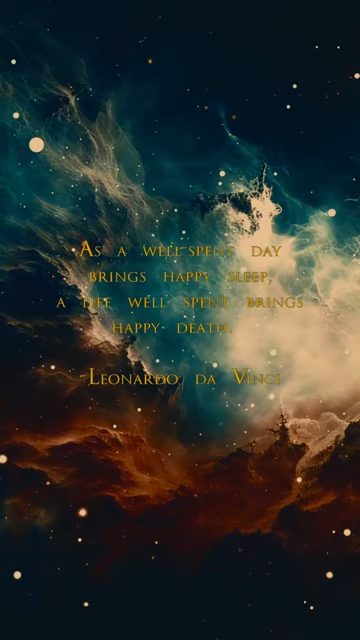 As a well-spent day
brings happy sleep,
a life well spent brings
happy death.
-Leonardo da Vinci